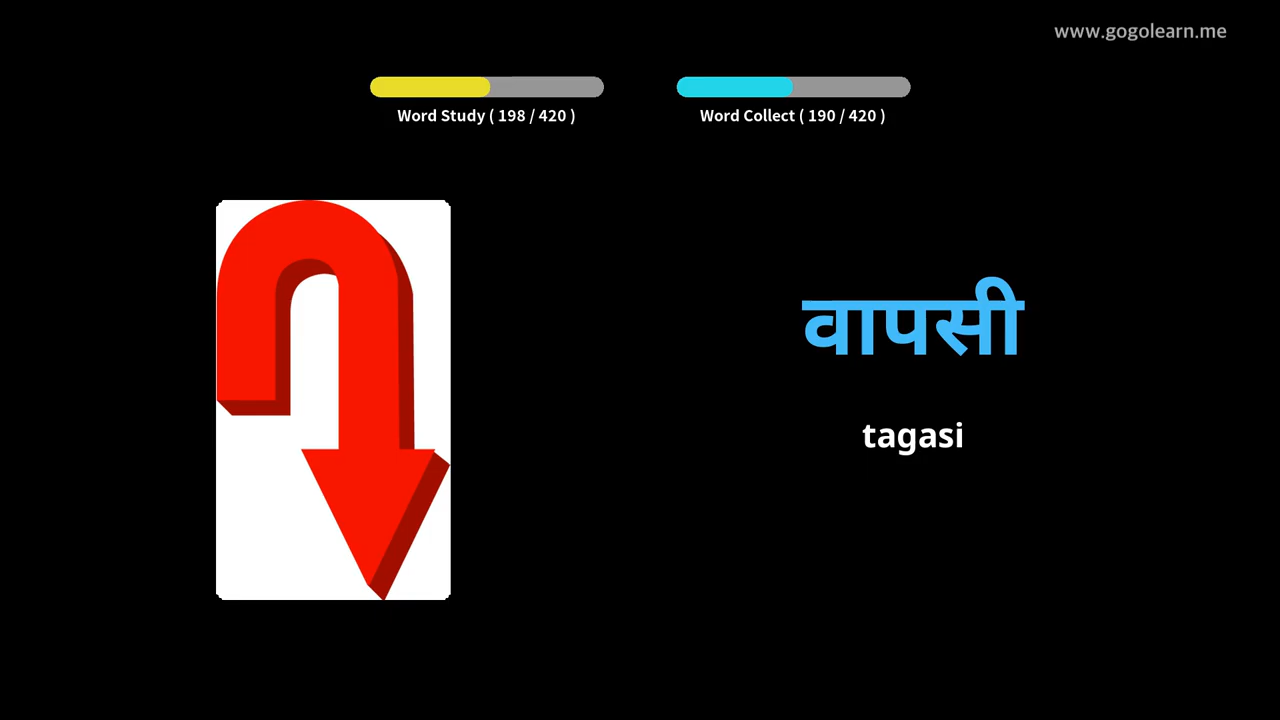 www.gogolearn.me
Word Study ( 198 / 420 )
Word Collect ( 190 / 420 )
वापसी
tagasi